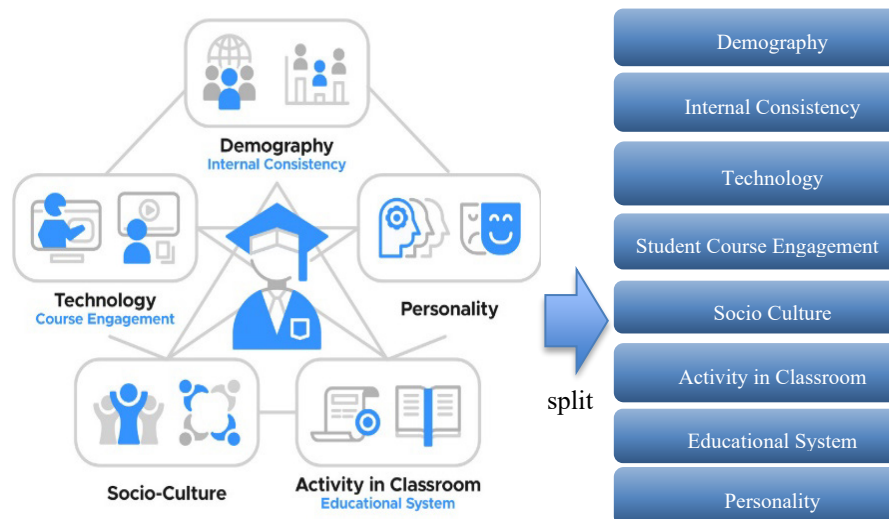 Demography
Internal Consistency
Technology
Course Engagement
Personality
Socio-Culture
Activity in Classroom
Educational System
split
Demography
Internal Consistency
Technology
Student Course Engagement
Socio Culture
Activity in Classroom
Educational System
Personality